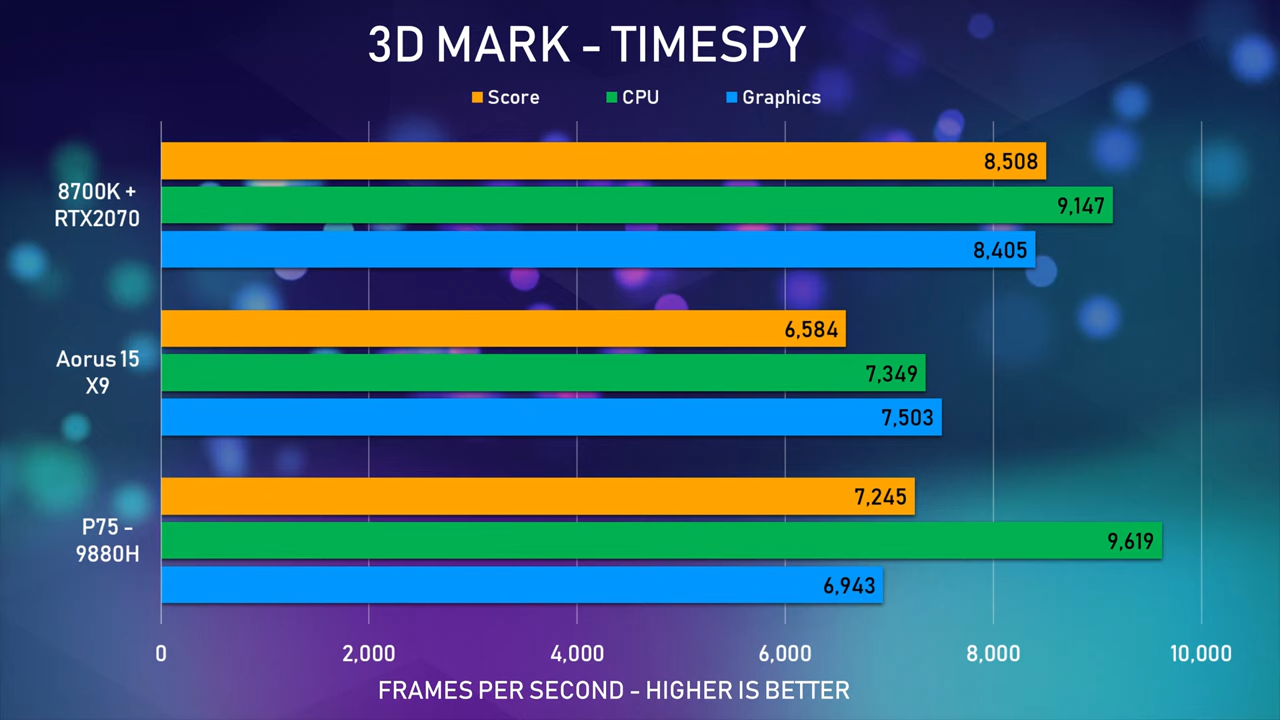 3D MARK – TIMESPY
Score
CPU
Graphics
8700K +
RTX2070
8,508
9,147
8,405
Aorus 15
X9
6,584
7,349
7,503
P75 –
9880H
7,245
9,619
6,943
0
2,000
4,000
6,000
8,000
10,000
FRAMES PER SECOND – HIGHER IS BETTER